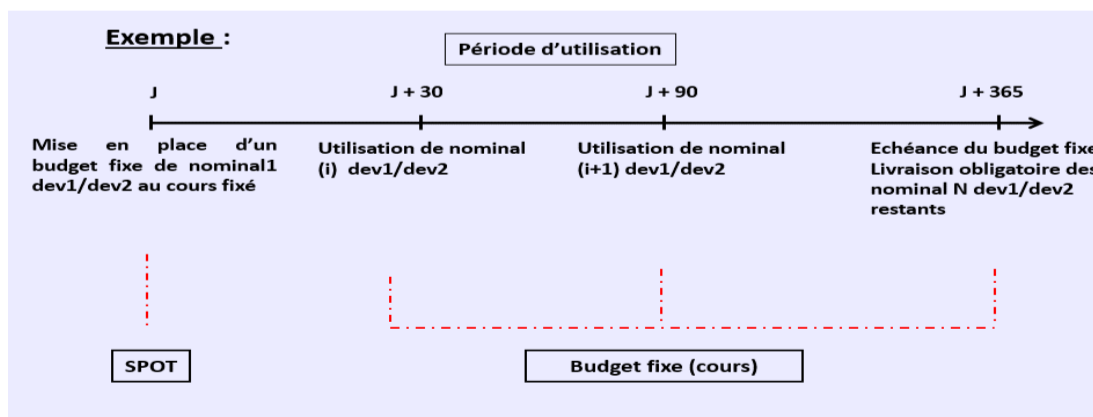 Exemple :
Période d'utilisation
J
J + 30
J + 90
J + 365
Mise en place d'un
budget fixe de nominal1
dev1/dev2 au cours fixé
Utilisation de nominal
(i) dev1/dev2
Utilisation de nominal
(i+1) dev1/dev2
Echéance du budget fixe
Livraison obligatoire des
nominal N dev1/dev2
restants
SPOT
Budget fixe (cours)